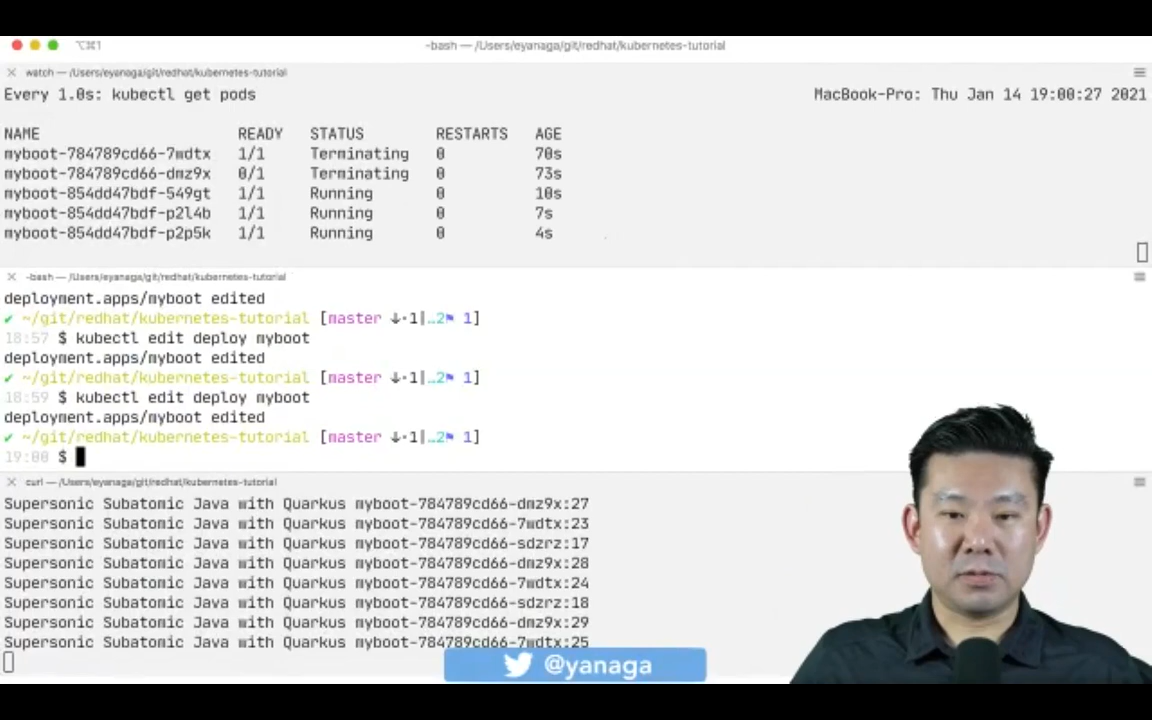 ⌥⌘1
-bash — /Users/eyanaga/git/redhat/kubernetes-tutorial
watch — /Users/eyanaga/git/redhat/kubernetes-tutorial
Every 1.0s: kubectl get pods MacBook-Pro: Thu Jan 14 19:00:27 2021
NAME READY STATUS RESTARTS AGE
myboot-784789cd66-7wdtx 1/1 Terminating 0 70s
myboot-784789cd66-dmz9x 0/1 Terminating 0 73s
myboot-854dd47bdf-549gt 1/1 Running 0 10s
myboot-854dd47bdf-p2l4b 1/1 Running 0 7s
myboot-854dd47bdf-p2p5k 1/1 Running 0 4s
-bash — /Users/eyanaga/git/redhat/kubernetes-tutorial
deployment.apps/myboot edited
✔ ~/git/redhat/kubernetes-tutorial [master ↓·1|…2⚑ 1]
18:57 $ kubectl edit deploy myboot
deployment.apps/myboot edited
✔ ~/git/redhat/kubernetes-tutorial [master ↓·1|…2⚑ 1]
18:59 $ kubectl edit deploy myboot
deployment.apps/myboot edited
✔ ~/git/redhat/kubernetes-tutorial [master ↓·1|…2⚑ 1]
19:00 $
curl — /Users/eyanaga/git/redhat/kubernetes-tutorial
Supersonic Subatomic Java with Quarkus myboot-784789cd66-dmz9x:27
Supersonic Subatomic Java with Quarkus myboot-784789cd66-7wdtx:23
Supersonic Subatomic Java with Quarkus myboot-784789cd66-sdzrz:17
Supersonic Subatomic Java with Quarkus myboot-784789cd66-dmz9x:28
Supersonic Subatomic Java with Quarkus myboot-784789cd66-7wdtx:24
Supersonic Subatomic Java with Quarkus myboot-784789cd66-sdzrz:18
Supersonic Subatomic Java with Quarkus myboot-784789cd66-dmz9x:29
Supersonic Subatomic Java with Quarkus myboot-784789cd66-7wdtx:25
@yanaga